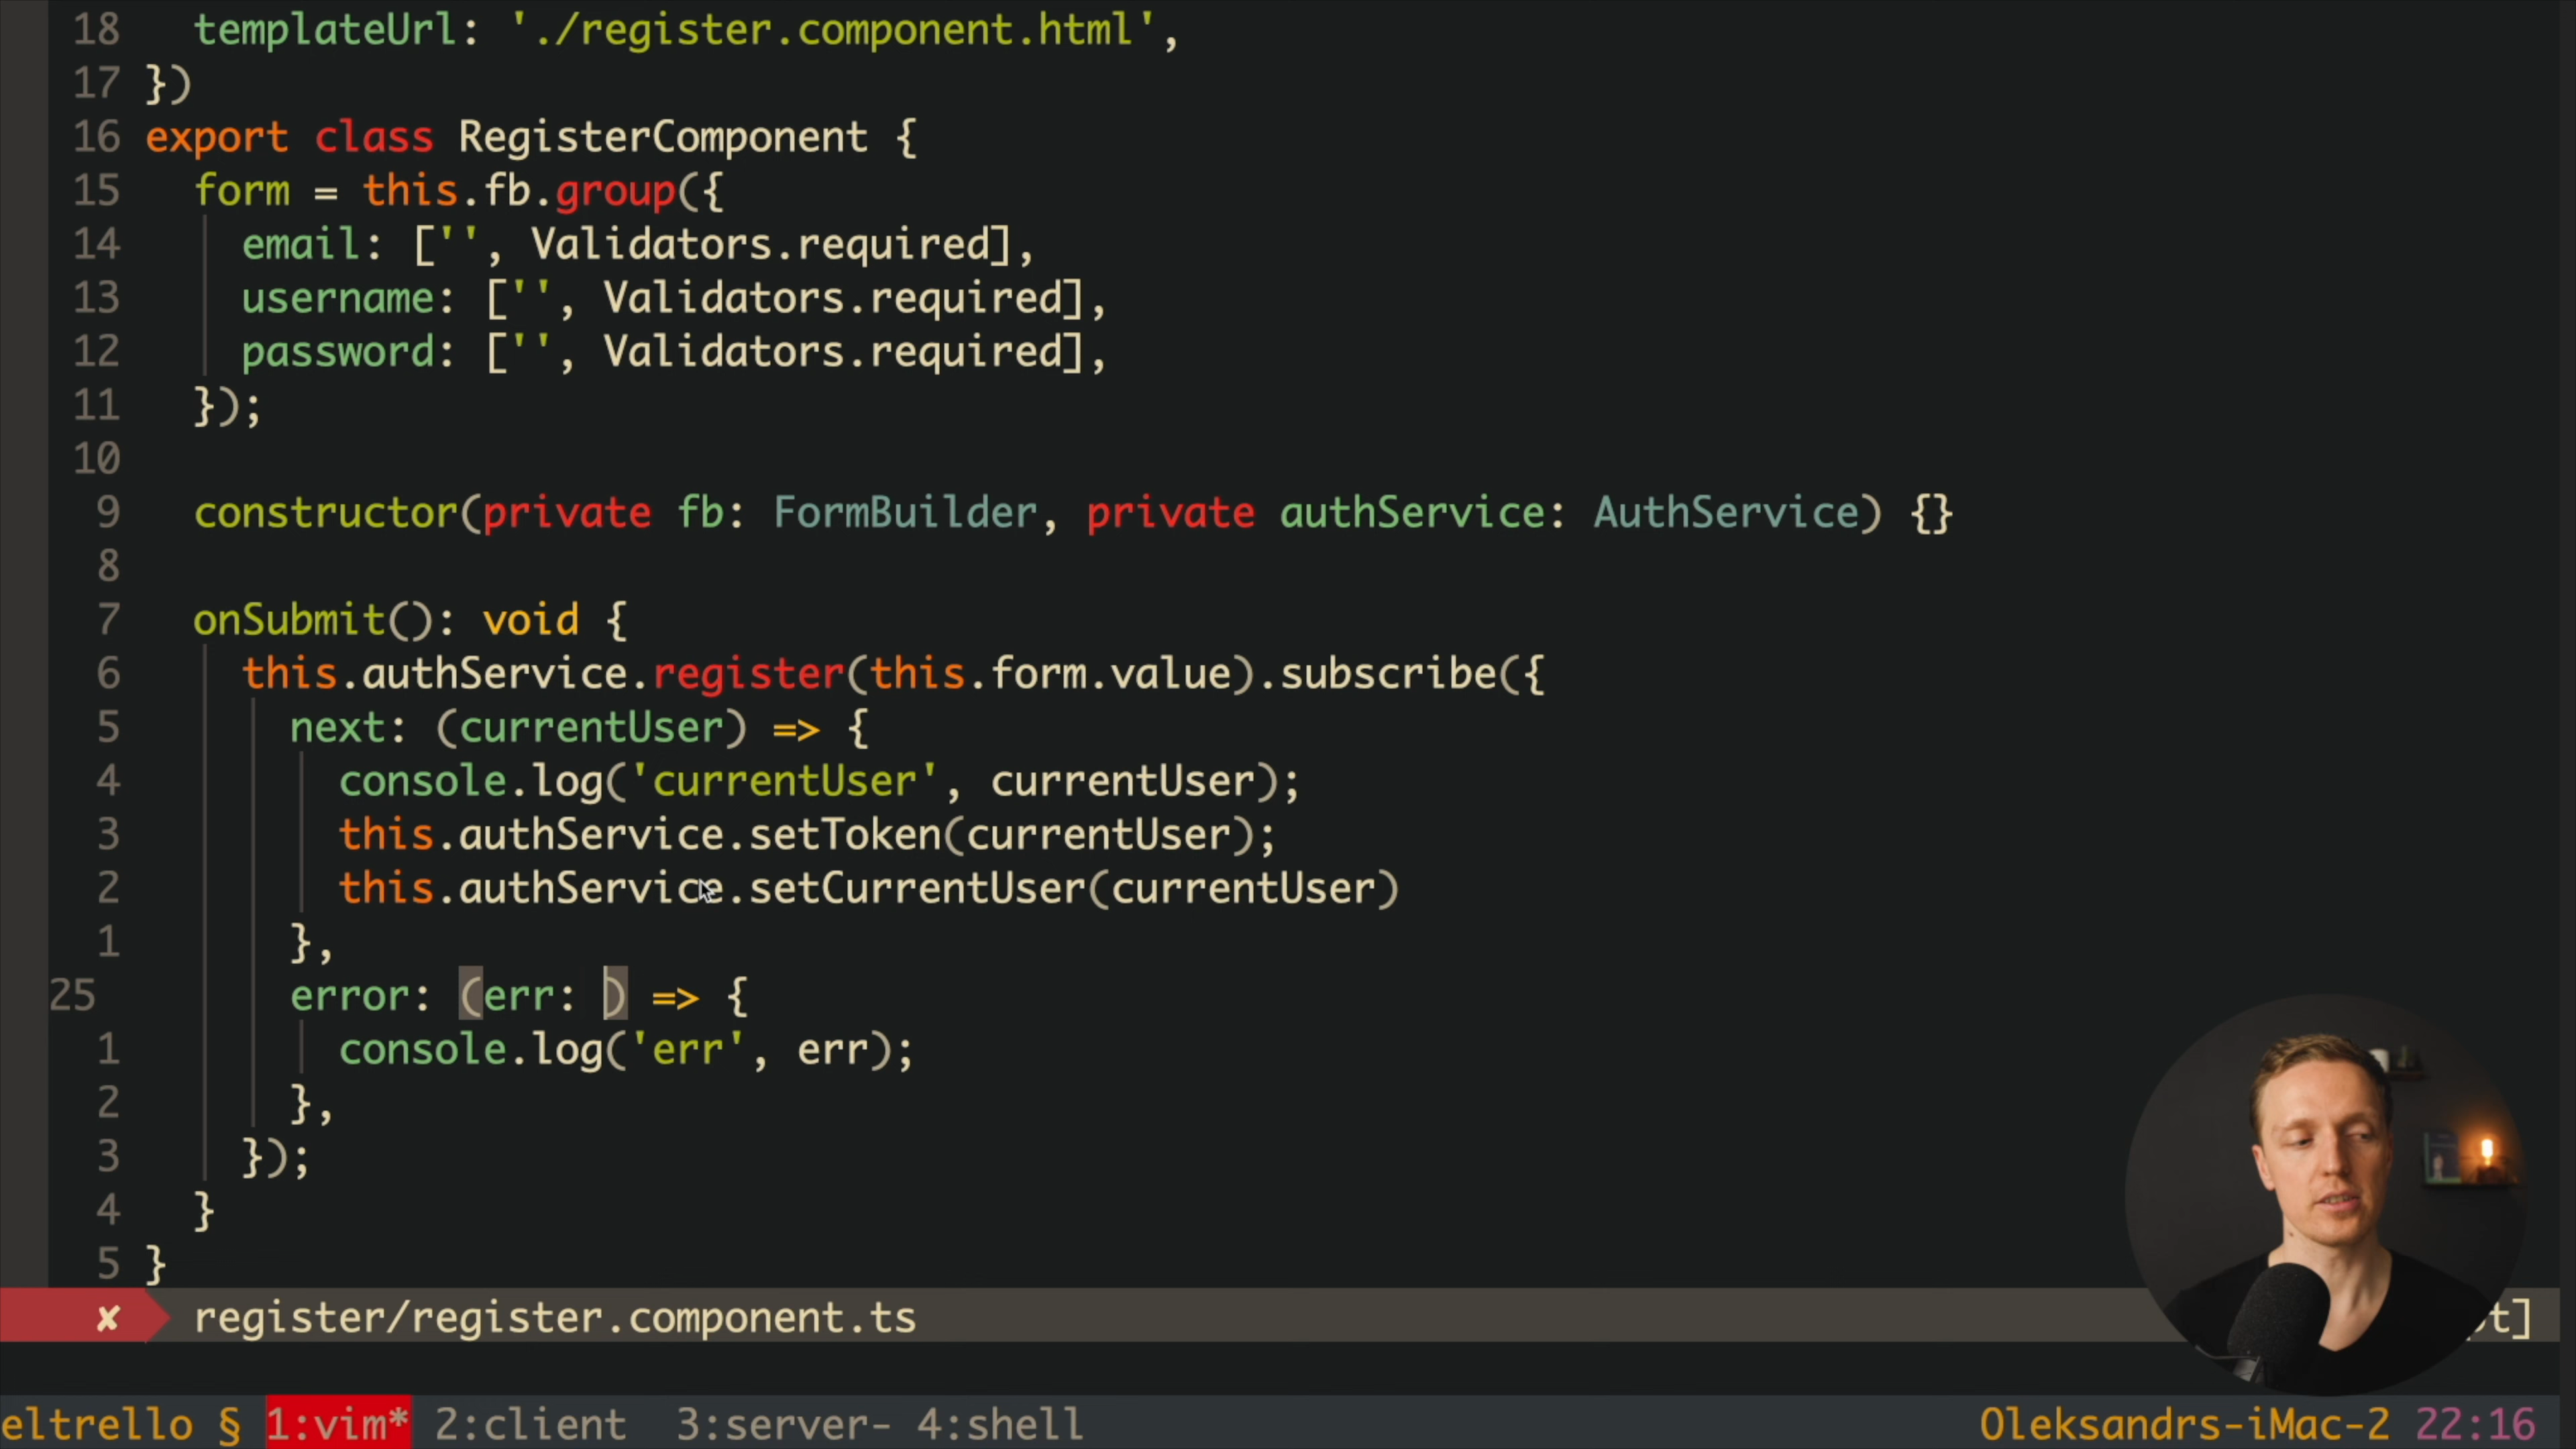 18 templateUrl: './register.component.html',
17 })
16 export class RegisterComponent {
15 form = this.fb.group({
14 email: ['', Validators.required],
13 username: ['', Validators.required],
12 password: ['', Validators.required],
11 });
10
9 constructor(private fb: FormBuilder, private authService: AuthService) {}
8
7 onSubmit(): void {
6 this.authService.register(this.form.value).subscribe({
5 next: (currentUser) => {
4 console.log('currentUser', currentUser);
3 this.authService.setToken(currentUser);
2 this.authService.setCurrentUser(currentUser)
1 },
25 error: (err: ) => {
1 console.log('err', err);
2 },
3 });
4 }
5 }
✘ register/register.component.ts
eltrello § 1:vim* 2:client 3:server- 4:shell Oleksandrs-iMac-2 22:16